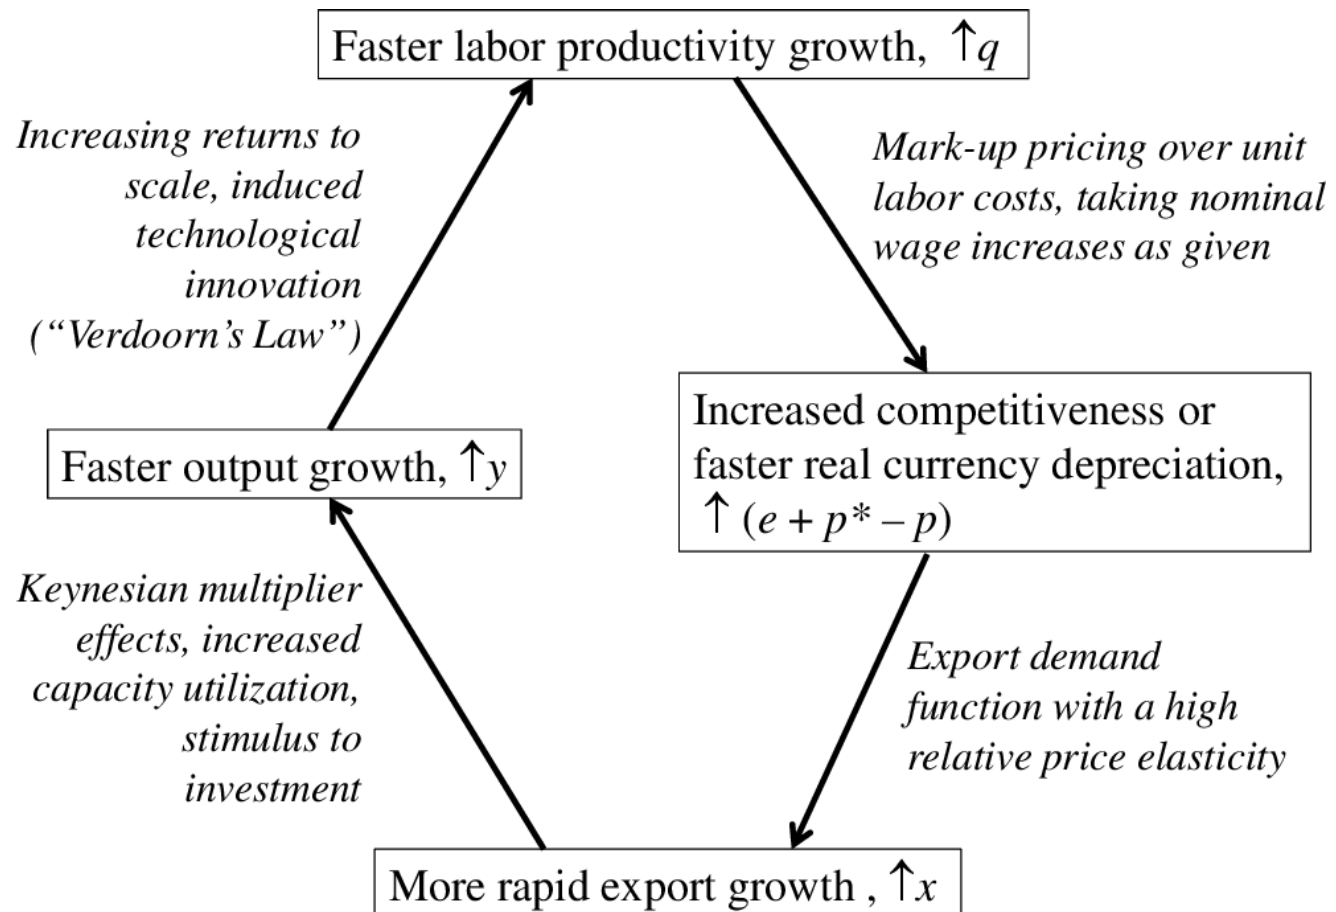 Faster labor productivity growth, ↑q
Increasing returns to
scale, induced
technological
innovation
(“Verdoorn’s Law”)
Mark-up pricing over unit
labor costs, taking nominal
wage increases as given
Increased competitiveness or
faster real currency depreciation,
↑ (e + p* – p)
Faster output growth, ↑y
Keynesian multiplier
effects, increased
capacity utilization,
stimulus to
investment
Export demand
function with a high
relative price elasticity
More rapid export growth , ↑x